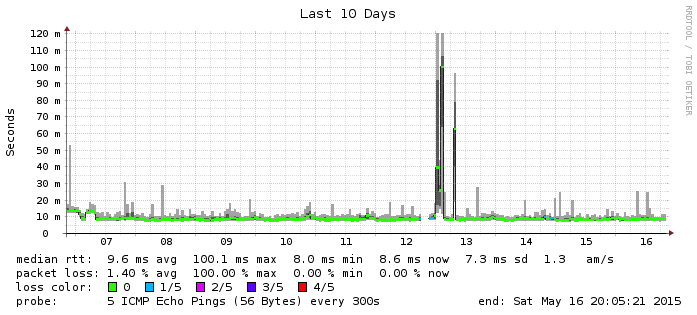 Last 10 Days
RRDTOOL / TOBI OETIKER
Seconds
120 m
110 m
100 m
90 m
80 m
70 m
60 m
50 m
40 m
30 m
20 m
10 m
0
07 08 09 10 11 12 13 14 15 16
median rtt: 9.6 ms avg 100.1 ms max 8.0 ms min 8.6 ms now 7.3 ms sd 1.3 am/s
packet loss: 1.40 % avg 100.00 % max 0.00 % min 0.00 % now
loss color: 0 1/5 2/5 3/5 4/5
probe: 5 ICMP Echo Pings (56 Bytes) every 300s end: Sat May 16 20:05:21 2015